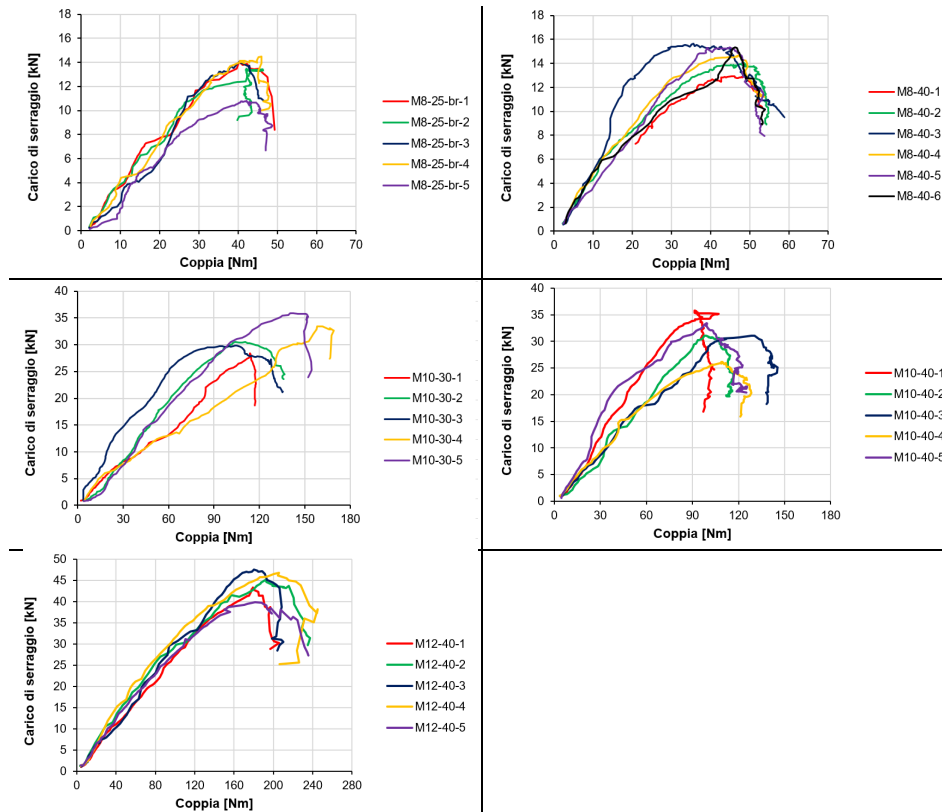 18
16
14
12
10
8
6
4
2
0
Carico di serraggio [kN]
0 10 20 30 40 50 60 70
Coppia [Nm]
M8-25-br-1
M8-25-br-2
M8-25-br-3
M8-25-br-4
M8-25-br-5
18
16
14
12
10
8
6
4
2
0
Carico di serraggio [kN]
0 10 20 30 40 50 60 70
Coppia [Nm]
M8-40-1
M8-40-2
M8-40-3
M8-40-4
M8-40-5
M8-40-6
40
35
30
25
20
15
10
5
0
Carico di serraggio [kN]
0 30 60 90 120 150 180
Coppia [Nm]
M10-30-1
M10-30-2
M10-30-3
M10-30-4
M10-30-5
40
35
30
25
20
15
10
5
0
Carico di serraggio [kN]
0 30 60 90 120 150 180
Coppia [Nm]
M10-40-1
M10-40-2
M10-40-3
M10-40-4
M10-40-5
50
45
40
35
30
25
20
15
10
5
0
Carico di serraggio [kN]
0 40 80 120 160 200 240 280
Coppia [Nm]
M12-40-1
M12-40-2
M12-40-3
M12-40-4
M12-40-5